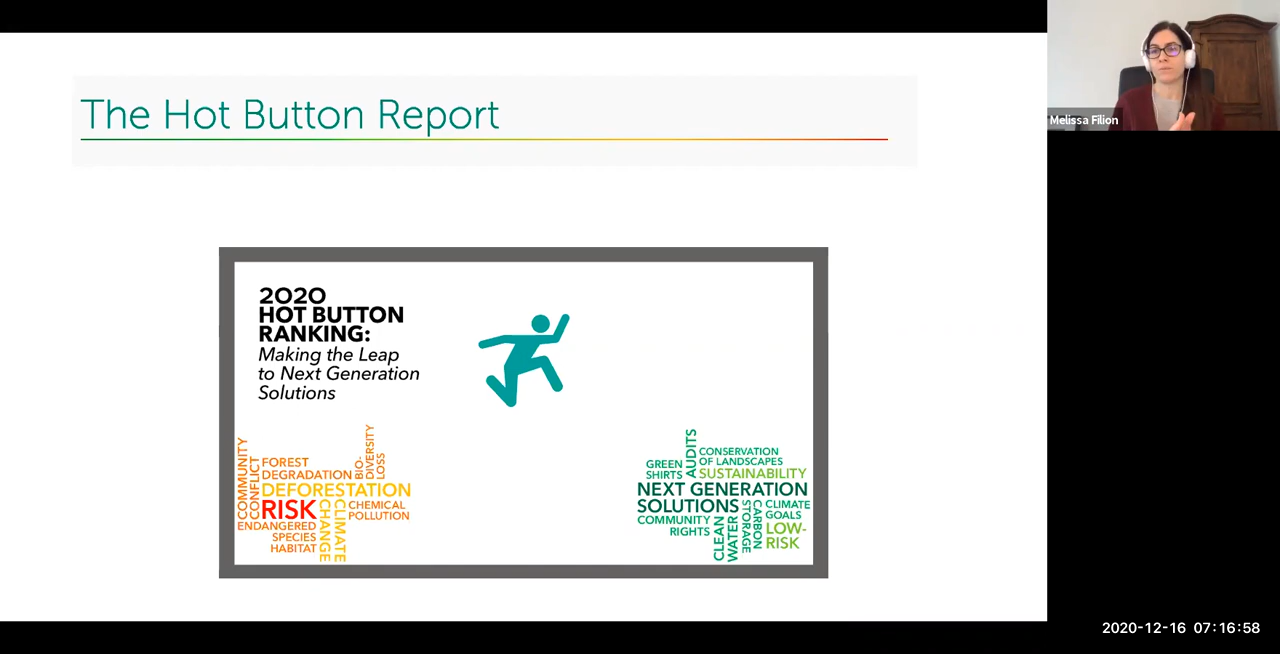 The Hot Button Report
Melissa Filion
2020
HOT BUTTON
RANKING:
Making the Leap
to Next Generation
Solutions
COMMUNITY
CONFLICT
FOREST
DEGRADATION
BIO-
DIVERSITY
LOSS
DEFORESTATION
RISK
CHEMICAL
POLLUTION
ENDANGERED
SPECIES
HABITAT
CHANGE
CLIMATE
AUDITS
CONSERVATION
OF LANDSCAPES
GREEN
SHIRTS
SUSTAINABILITY
NEXT GENERATION
SOLUTIONS
COMMUNITY
RIGHTS
CLEAN
WATER
STORAGE
CARBON
CLIMATE
GOALS
LOW-
RISK
2020-12-16 07:16:58